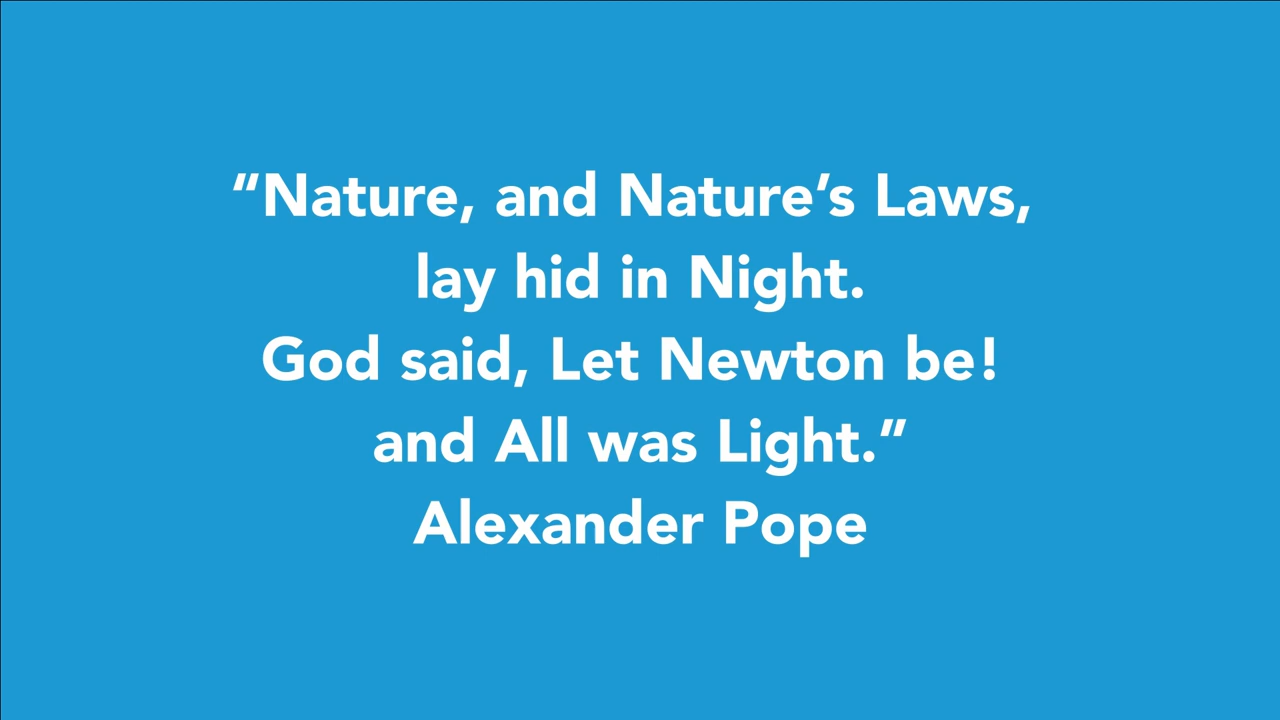 “Nature, and Nature’s Laws,
lay hid in Night.
God said, Let Newton be!
and All was Light.”
Alexander Pope